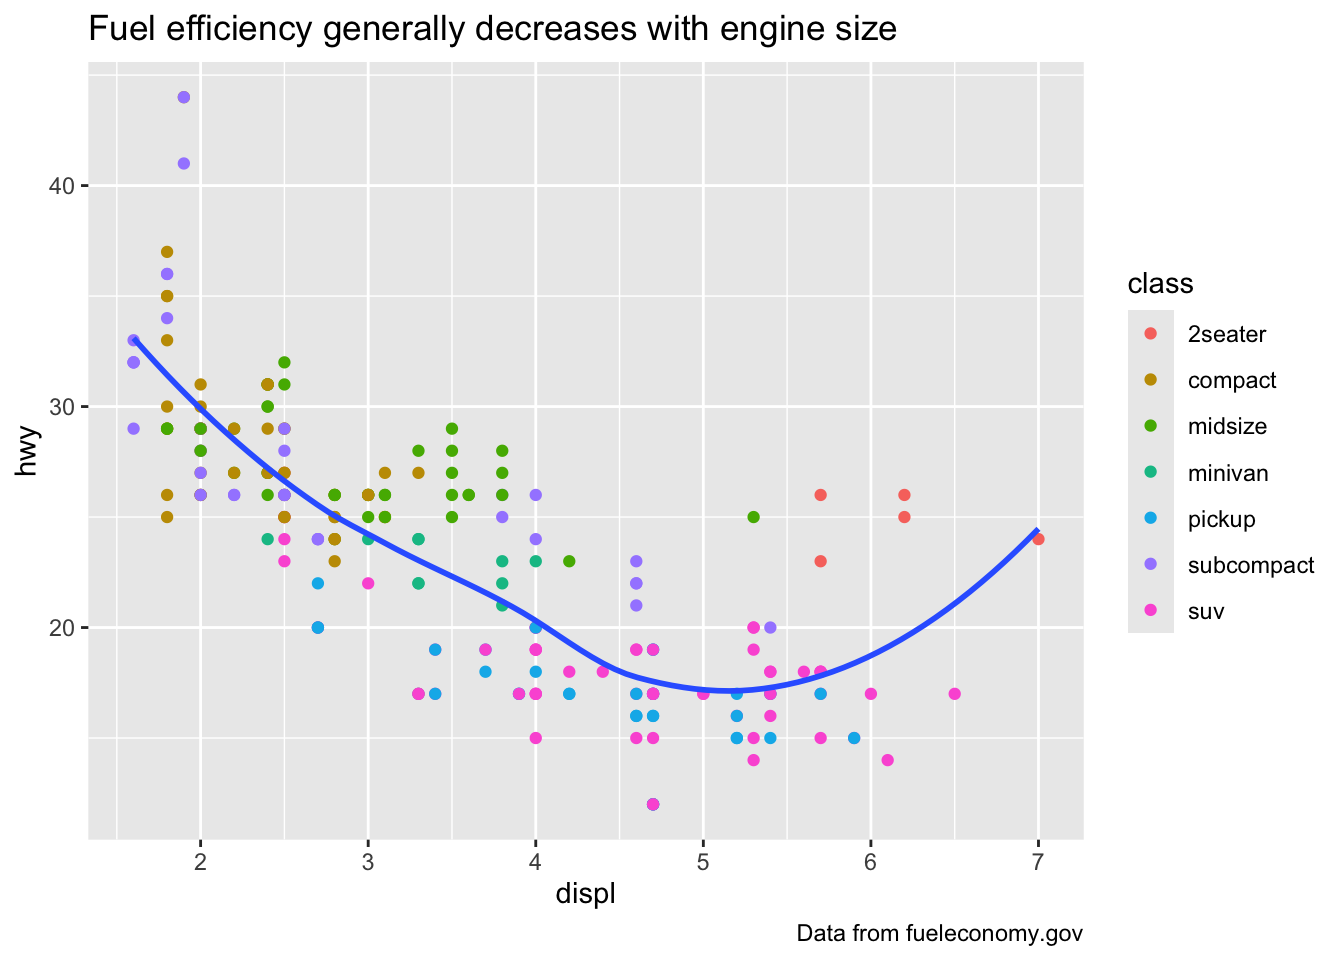 Fuel efficiency generally decreases with engine size
hwy
40
30
20
2 3 4 5 6 7
displ
class
2seater
compact
midsize
minivan
pickup
subcompact
suv
Data from fueleconomy.gov